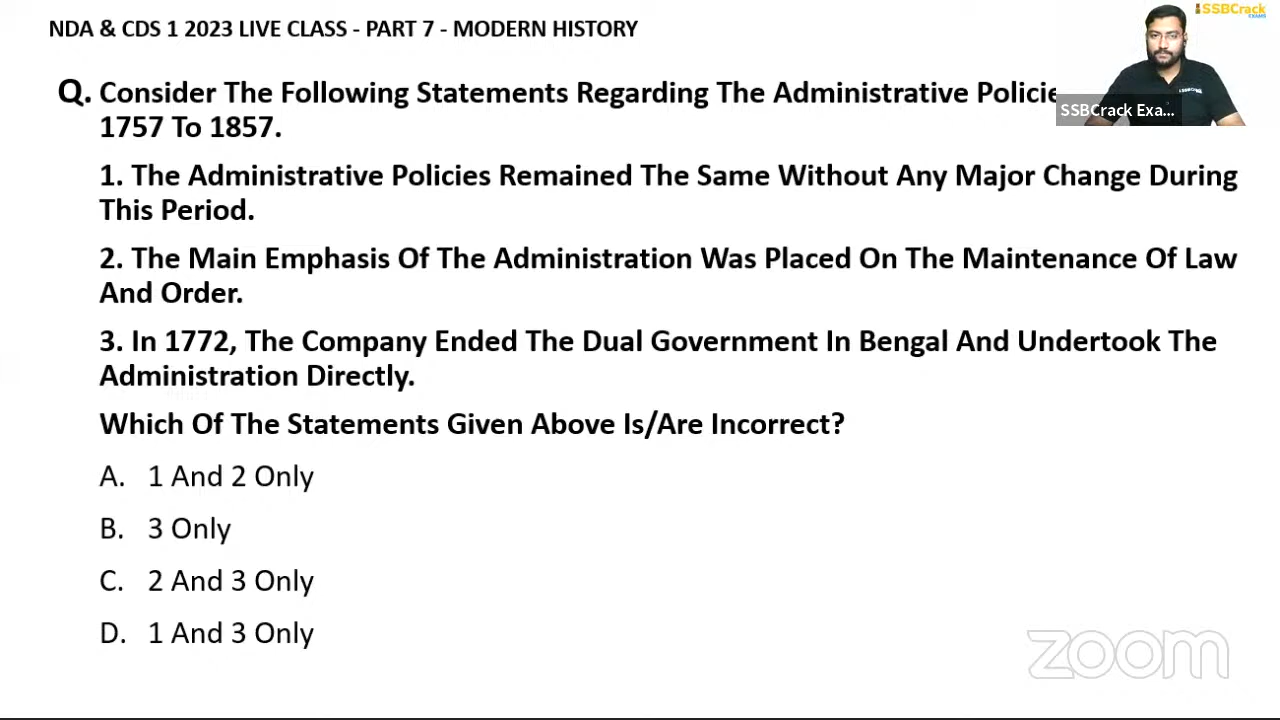 NDA & CDS 1 2023 LIVE CLASS - PART 7 - MODERN HISTORY
SSBCrack
EXAMS
Q. Consider The Following Statements Regarding The Administrative
SSBCrack Exa...
1757 To 1857.
1. The Administrative Policies Remained The Same Without Any Major Change During
This Period.
2. The Main Emphasis Of The Administration Was Placed On The Maintenance Of Law
And Order.
3. In 1772, The Company Ended The Dual Government In Bengal And Undertook The
Administration Directly.
Which Of The Statements Given Above Is/Are Incorrect?
A. 1 And 2 Only
B. 3 Only
C. 2 And 3 Only
D. 1 And 3 Only
zoom